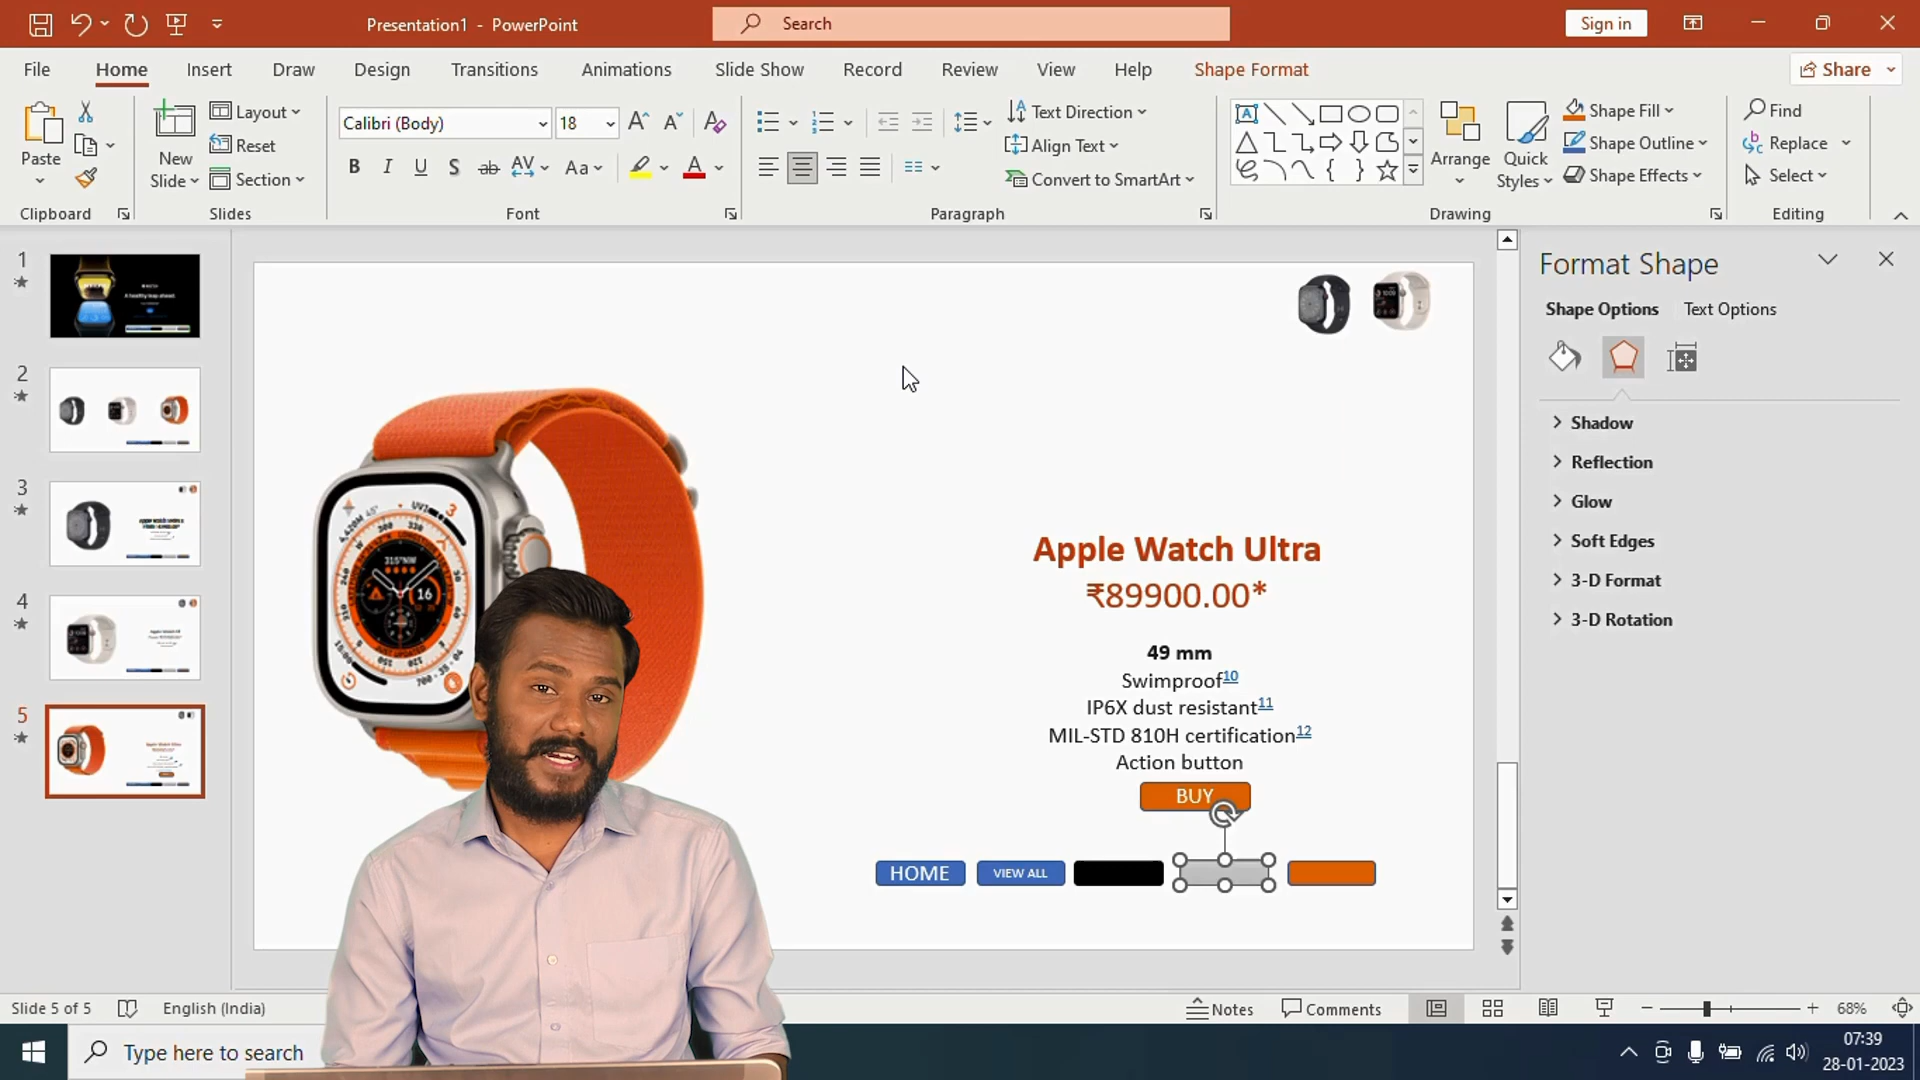 Presentation1 - PowerPoint
Search
Sign in
File
Home
Insert
Draw
Design
Transitions
Animations
Slide Show
Record
Review
View
Help
Shape Format
Share
Paste
Clipboard
New
Slide
Layout
Reset
Section
Slides
Calibri (Body)
18
Font
Text Direction
Align Text
Convert to SmartArt
Paragraph
Arrange
Quick
Styles
Shape Fill
Shape Outline
Shape Effects
Drawing
Find
Replace
Select
Editing
1
2
3
4
5
Apple Watch Ultra
₹89900.00*
49 mm
Swimproof10
IP6X dust resistant11
MIL-STD 810H certification12
Action button
BUY
HOME
VIEW ALL
Format Shape
Shape Options
Text Options
Shadow
Reflection
Glow
Soft Edges
3-D Format
3-D Rotation
Slide 5 of 5
English (India)
Notes
Comments
68%
Type here to search
07:39
28-01-2023